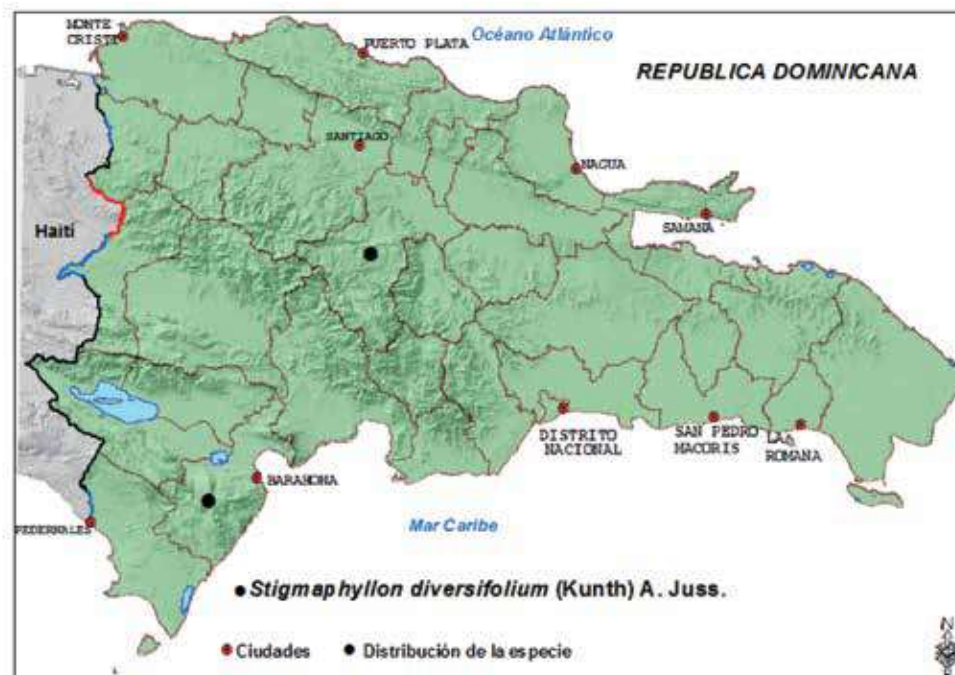 MONTE
CRISTI
PUERTO PLATA
Océano Atlántico
REPUBLICA DOMINICANA
SANTIAGO
NAGUA
SAMANA
Haití
DISTRITO
NACIONAL
SAN PEDRO
MACORIS
LA
ROMANA
BARAHONA
PEDERNALES
Mar Caribe
Stigmaphyllon diversifolium (Kunth) A. Juss.
Ciudades
Distribución de la especie
N